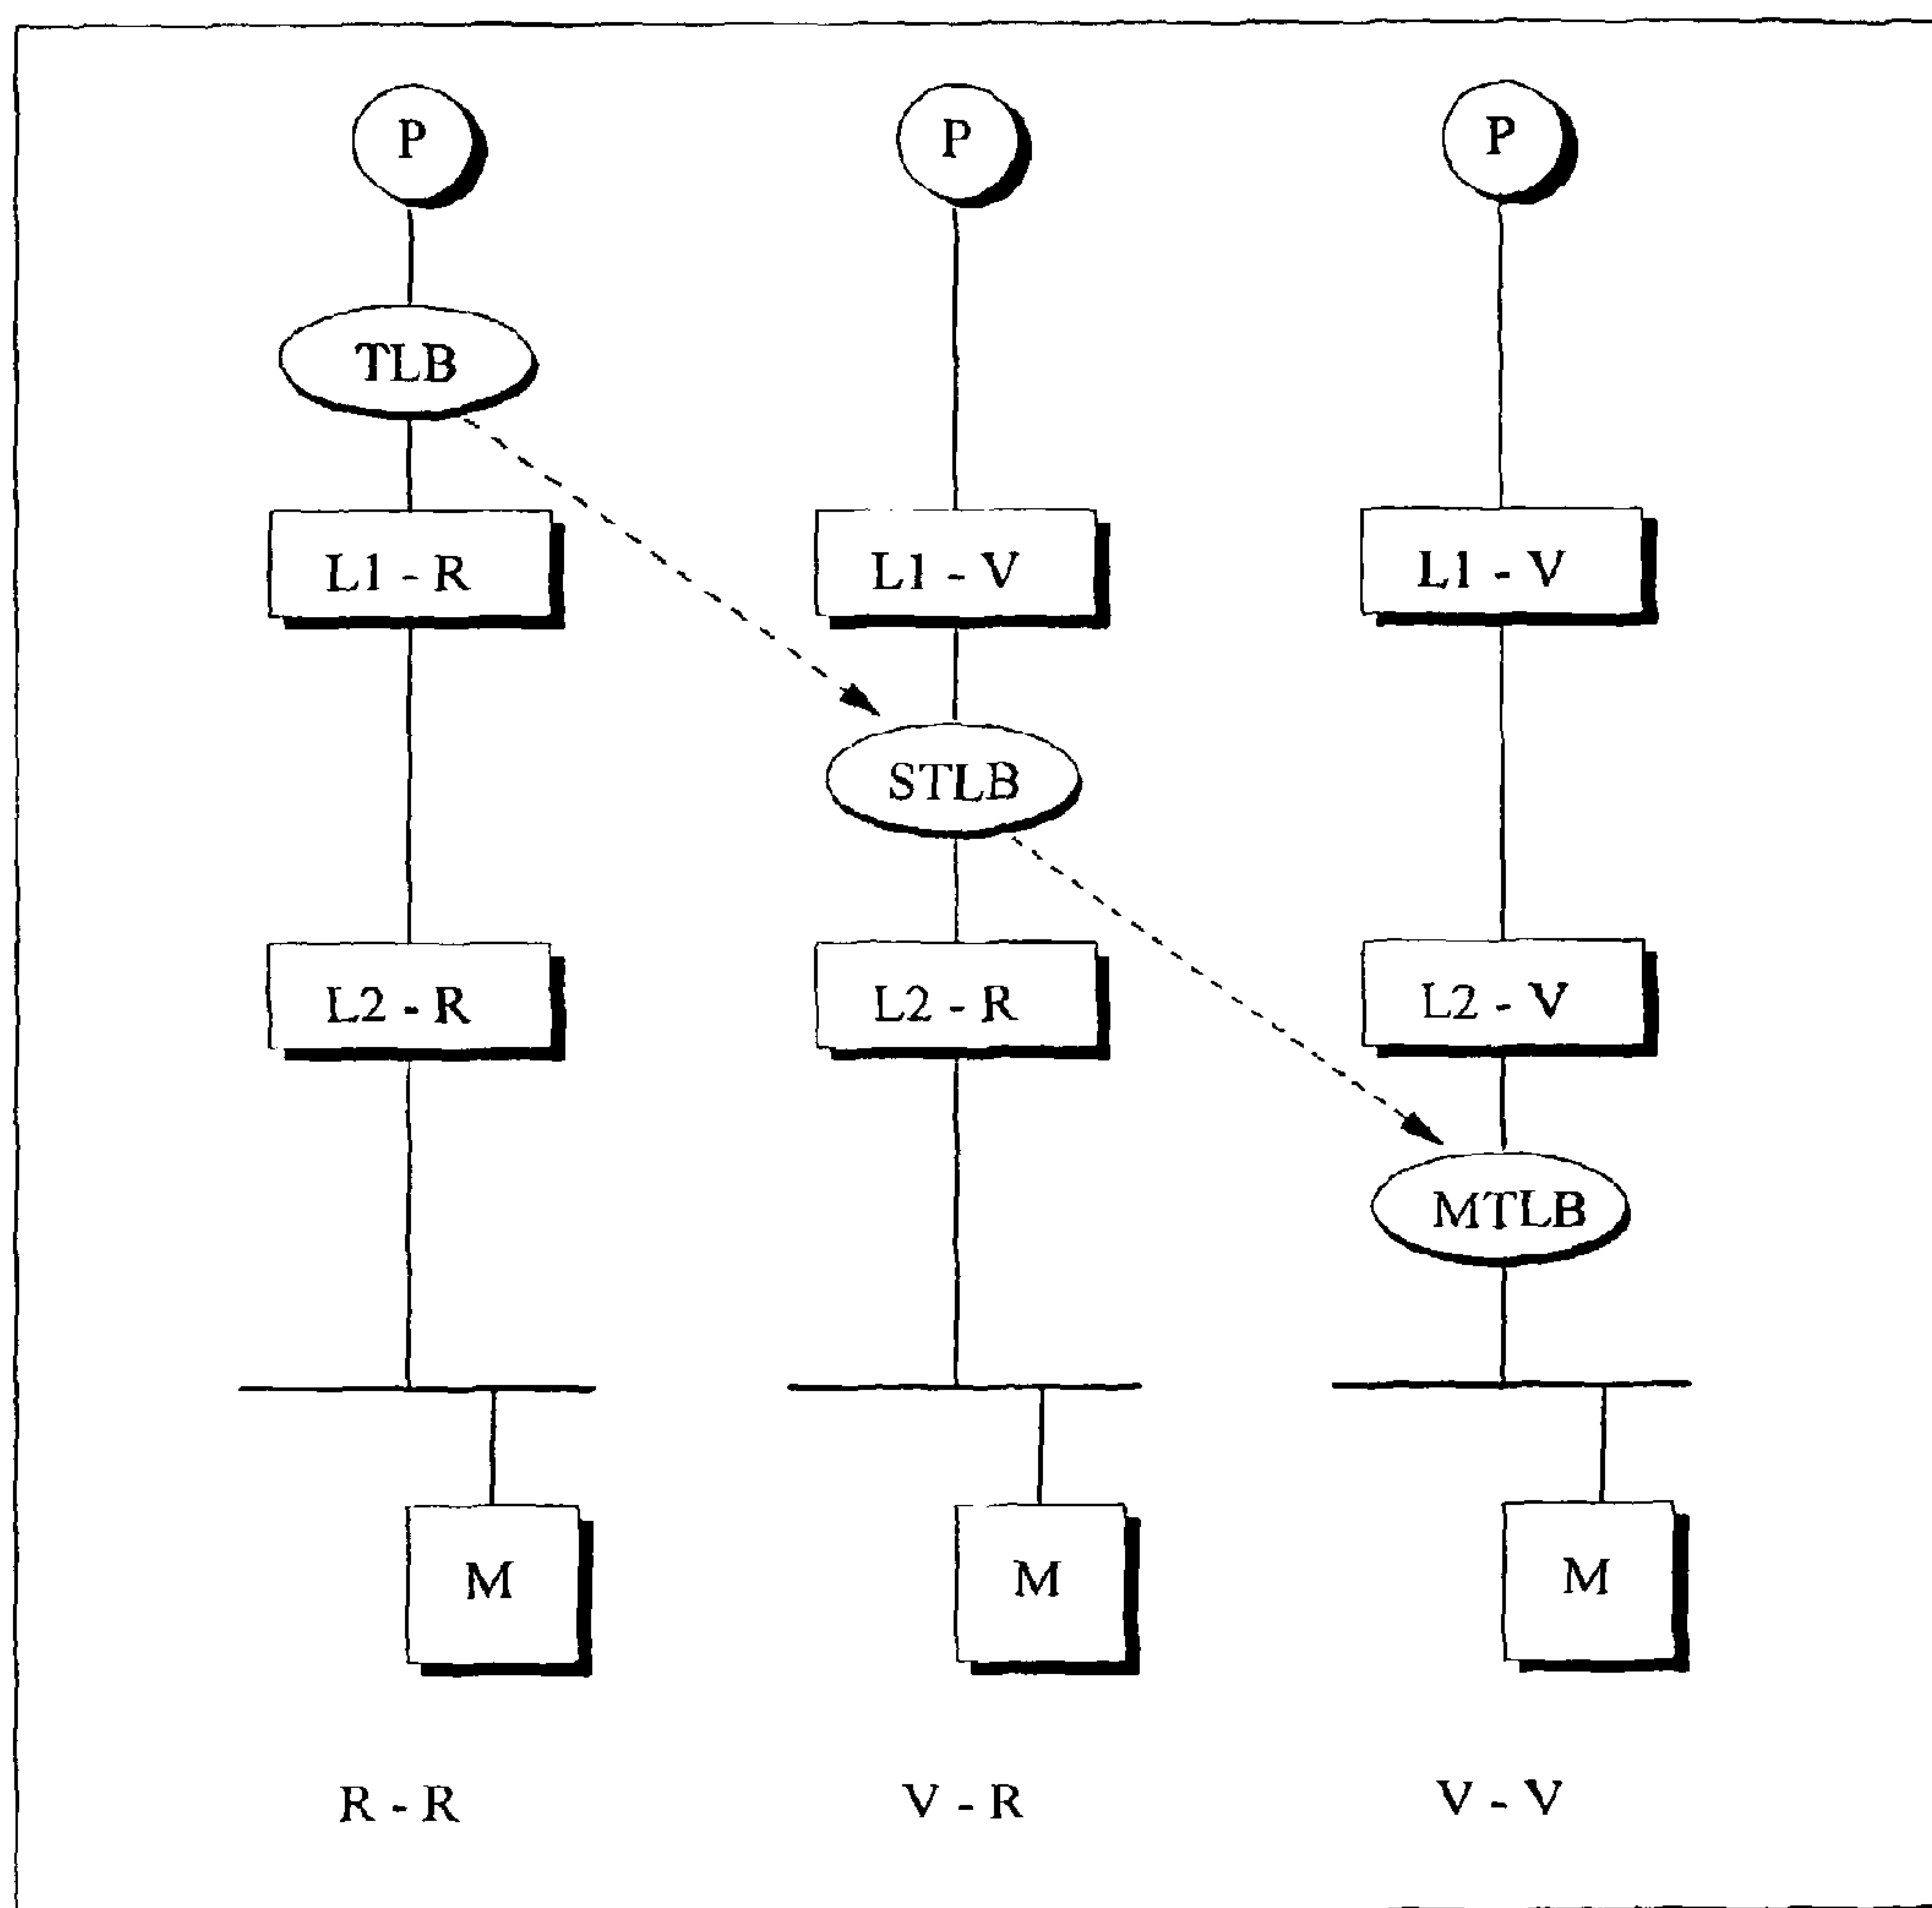 P
P
P
TLB
L1 - R
L1 - V
L1 - V
STLB
L2 - R
L2 - R
L2 - V
MTLB
M
M
M
R - R
V - R
V - V